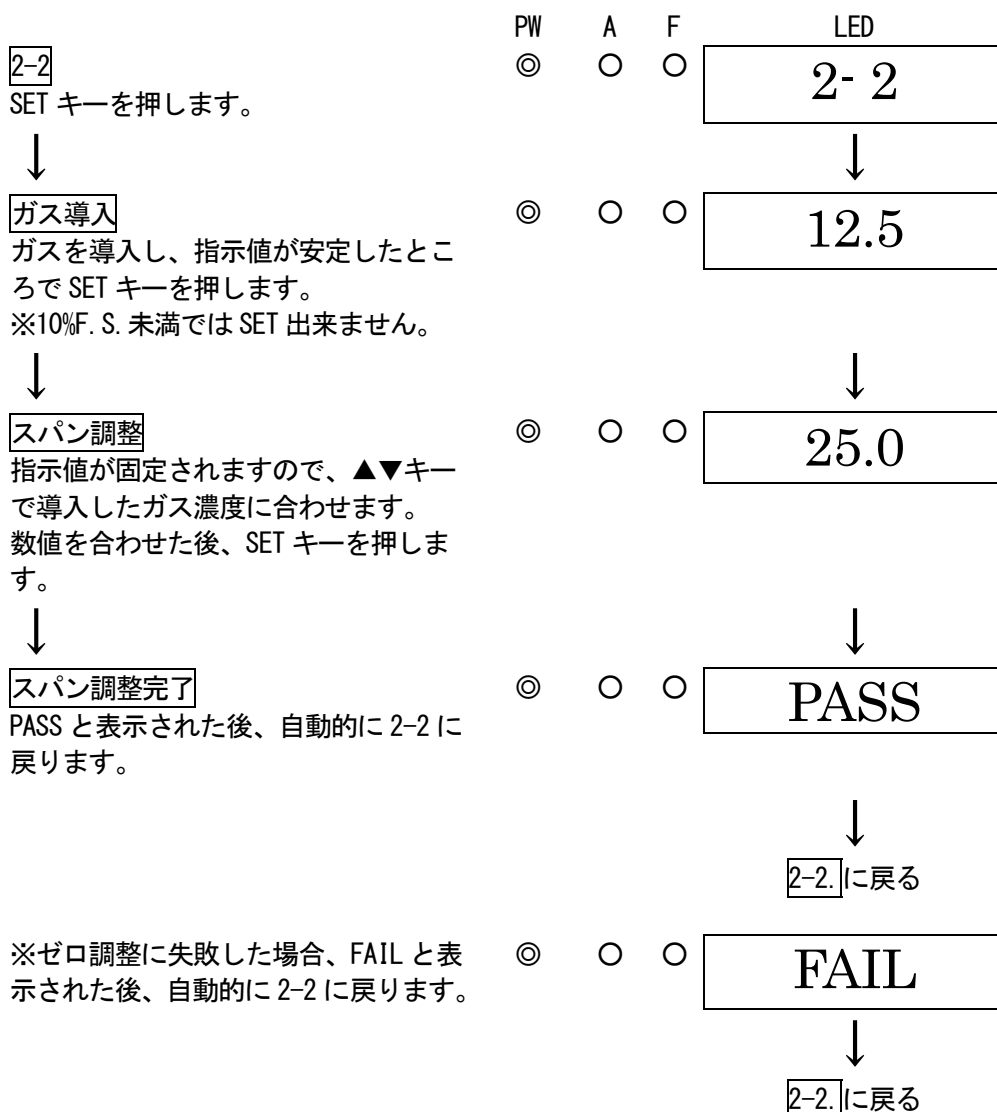 PW A F LED
2-2 ◎ ○ ○ 2- 2
SET キーを押します。
↓ ↓
ガス導入 ◎ ○ ○ 12.5
ガスを導入し、指示値が安定したとこ
ろで SET キーを押します。
※10%F.S.未満では SET 出来ません。
↓ ↓
スパン調整 ◎ ○ ○ 25.0
指示値が固定されますので、▲▼キー
で導入したガス濃度に合わせます。
数値を合わせた後、SET キーを押しま
す。
↓ ↓
スパン調整完了 ◎ ○ ○ PASS
PASS と表示された後、自動的に 2-2 に
戻ります。
↓
2-2.に戻る
※ゼロ調整に失敗した場合、FAIL と表 ◎ ○ ○ FAIL
示された後、自動的に 2-2 に戻ります。
↓
2-2.に戻る